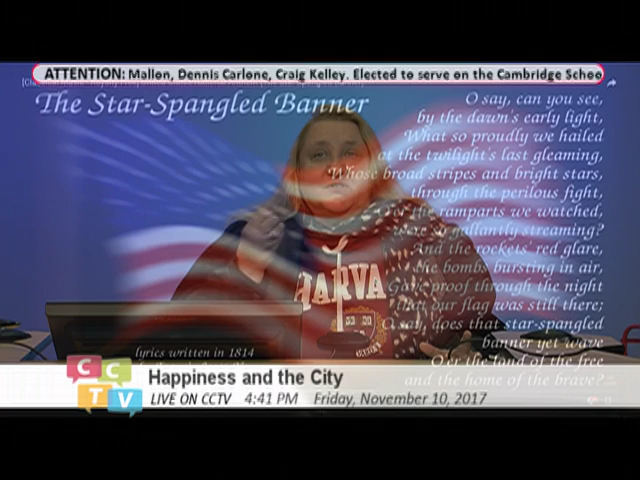 ATTENTION: Mallon, Dennis Carlone, Craig Kelley. Elected to serve on the Cambridge Schoo
The Star-Spangled Banner
O say, can you see,
by the dawn's early light,
What so proudly we hailed
at the twilight's last gleaming,
Whose broad stripes and bright stars,
through the perilous fight,
the ramparts we watched,
were so gallantly streaming?
And the rockets' red glare,
the bombs bursting in air,
Gave proof through the night
that our flag was still there;
O say, does that star-spangled
banner yet wave
O'er the land of the free
and the home of the brave?
HARVA
lyrics written in 1814
CCTV
Happiness and the City
LIVE ON CCTV 4:41 PM Friday, November 10, 2017